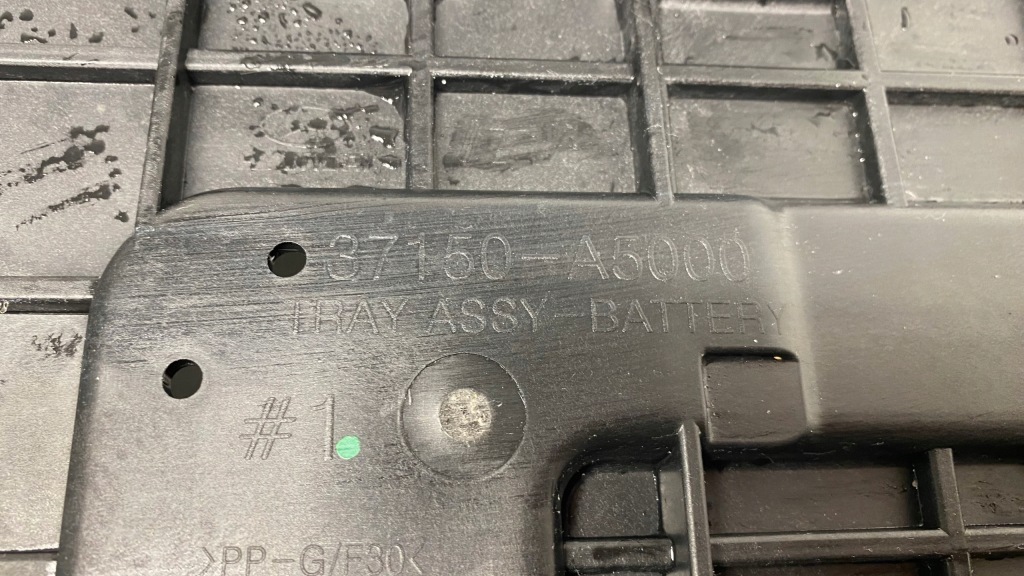 37150-A5000
TRAY ASSY-BATTERY
#1
>PP-G/F30<